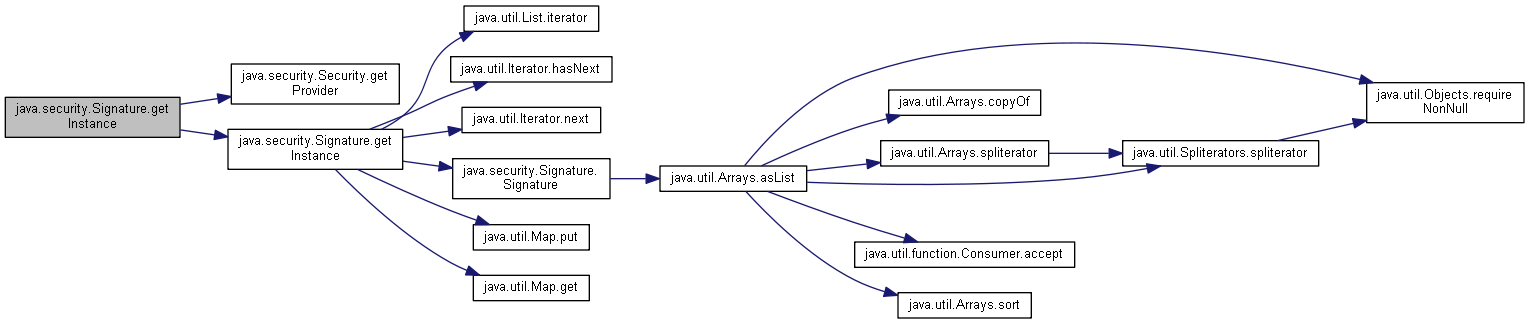 java.security.Signature.get
Instance
java.security.Security.get
Provider
java.security.Signature.get
Instance
java.util.List.iterator
java.util.Iterator.hasNext
java.util.Iterator.next
java.security.Signature.
Signature
java.util.Map.put
java.util.Map.get
java.util.Arrays.asList
java.util.Arrays.copyOf
java.util.Arrays.spliterator
java.util.function.Consumer.accept
java.util.Arrays.sort
java.util.Spliterators.spliterator
java.util.Objects.require
NonNull